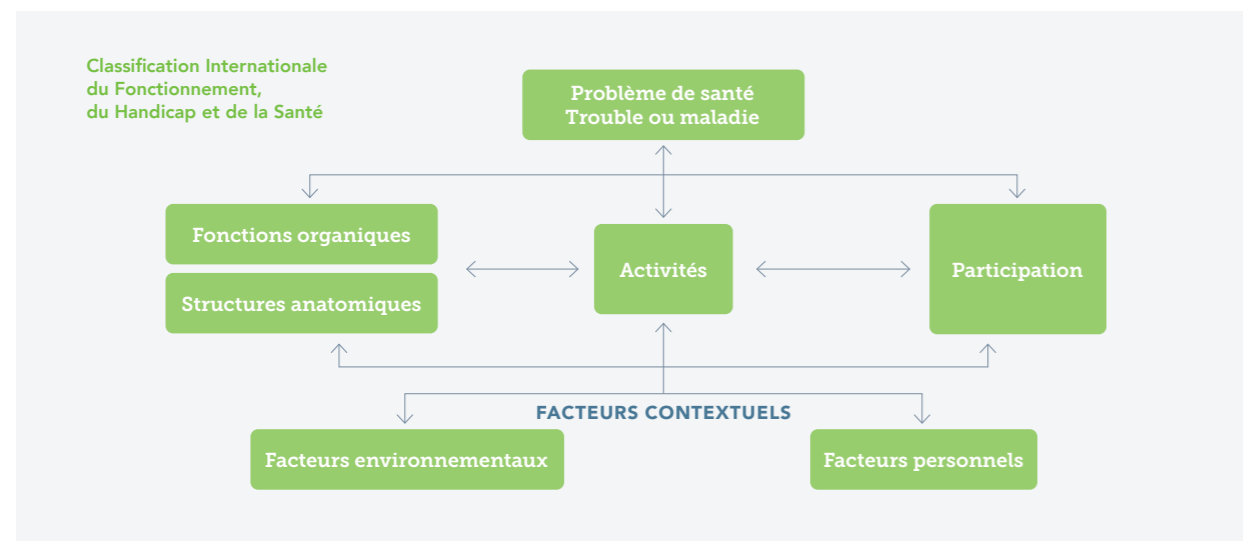 Classification Internationale
du Fonctionnement,
du Handicap et de la Santé
Problème de santé
Trouble ou maladie
Fonctions organiques
Structures anatomiques
Activités
Participation
FACTEURS CONTEXTUELS
Facteurs environnementaux
Facteurs personnels